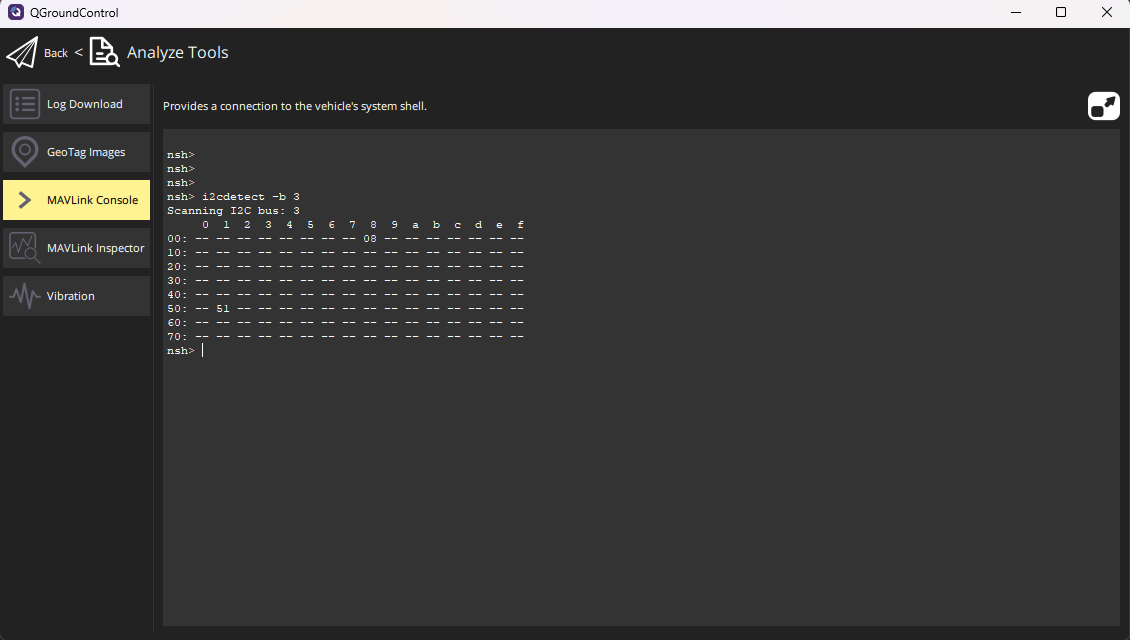 QGroundControl
Back < Analyze Tools
Log Download
GeoTag Images
MAVLink Console
MAVLink Inspector
Vibration
Provides a connection to the vehicle's system shell.
nsh>
nsh>
nsh>
nsh> i2cdetect -b 3
Scanning I2C bus: 3
     0  1  2  3  4  5  6  7  8  9  a  b  c  d  e  f
00: -- -- -- -- -- -- -- -- 08 -- -- -- -- -- -- --
10: -- -- -- -- -- -- -- -- -- -- -- -- -- -- -- --
20: -- -- -- -- -- -- -- -- -- -- -- -- -- -- -- --
30: -- -- -- -- -- -- -- -- -- -- -- -- -- -- -- --
40: -- -- -- -- -- -- -- -- -- -- -- -- -- -- -- --
50: -- 51 -- -- -- -- -- -- -- -- -- -- -- -- -- --
60: -- -- -- -- -- -- -- -- -- -- -- -- -- -- -- --
70: -- -- -- -- -- -- -- -- -- -- -- -- -- -- -- --
nsh>